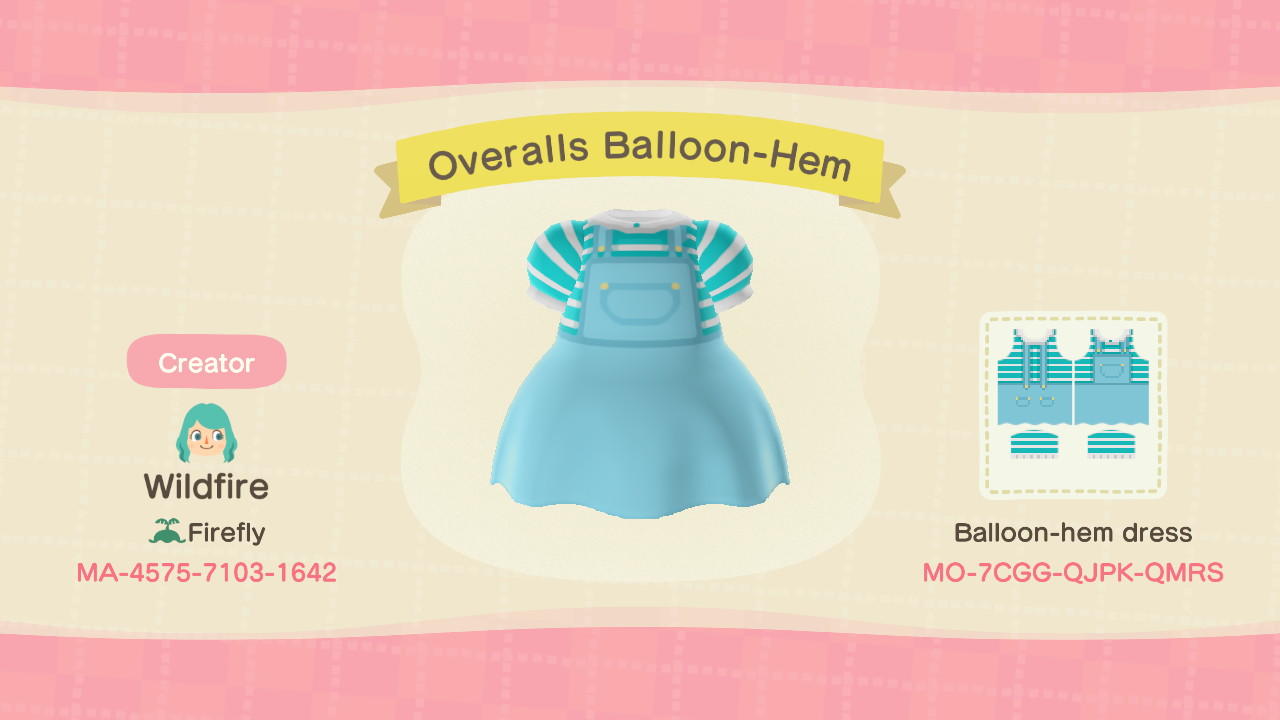 Overalls Balloon-Hem
Creator
Wildfire
Firefly
MA-4575-7103-1642
Balloon-hem dress
MO-7CGG-QJPK-QMRS